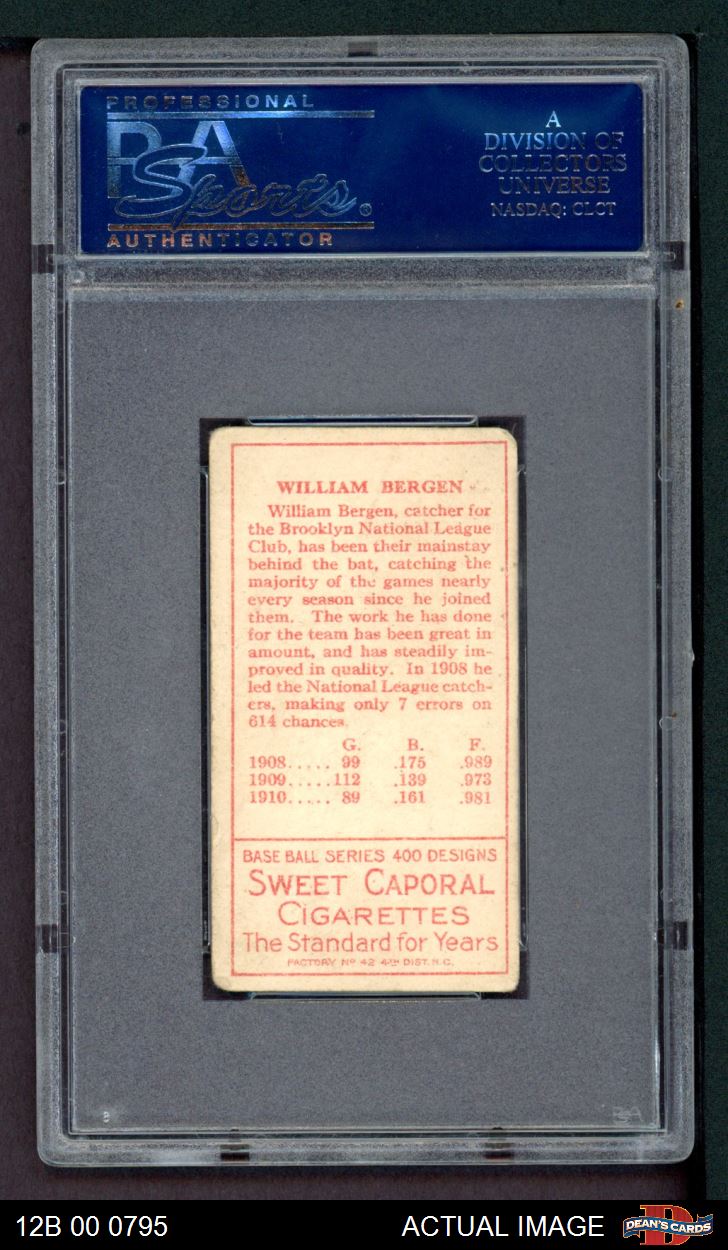 PROFESSIONAL
PSA
Sports®
AUTHENTICATOR
A
DIVISION OF
COLLECTORS
UNIVERSE
NASDAQ: CLCT
WILLIAM BERGEN
William Bergen, catcher for
the Brooklyn National League
Club, has been their mainstay
behind the bat, catching the
majority of the games nearly
every season since he joined
them. The work he has done
for the team has been great in
amount, and has steadily im-
proved in quality. In 1908 he
led the National League catch-
ers, making only 7 errors on
614 chances.
G. B. F.
1908..... 99 .175 .989
1909.....112 .139 .973
1910..... 89 .161 .981
BASE BALL SERIES 400 DESIGNS
SWEET CAPORAL
CIGARETTES
The Standard for Years
FACTORY Nº 42 4TH DIST. N.C.
PSA
12B 00 0795
ACTUAL IMAGE
DEAN'S CARDS